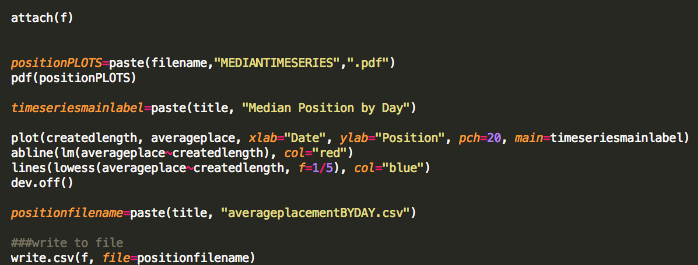 attach(f)
positionPLOTS=paste(filename,"MEDIANTIMESERIES",".pdf")
pdf(positionPLOTS)
timeseriesmainlabel=paste(title, "Median Position by Day")
plot(createdlength, averageplace, xlab="Date", ylab="Position", pch=20, main=timeseriesmainlabel)
abline(lm(averageplace~createdlength), col="red")
lines(lowess(averageplace~createdlength, f=1/5), col="blue")
dev.off()
positionfilename=paste(title, "averageplacementBYDAY.csv")
###write to file
write.csv(f, file=positionfilename)